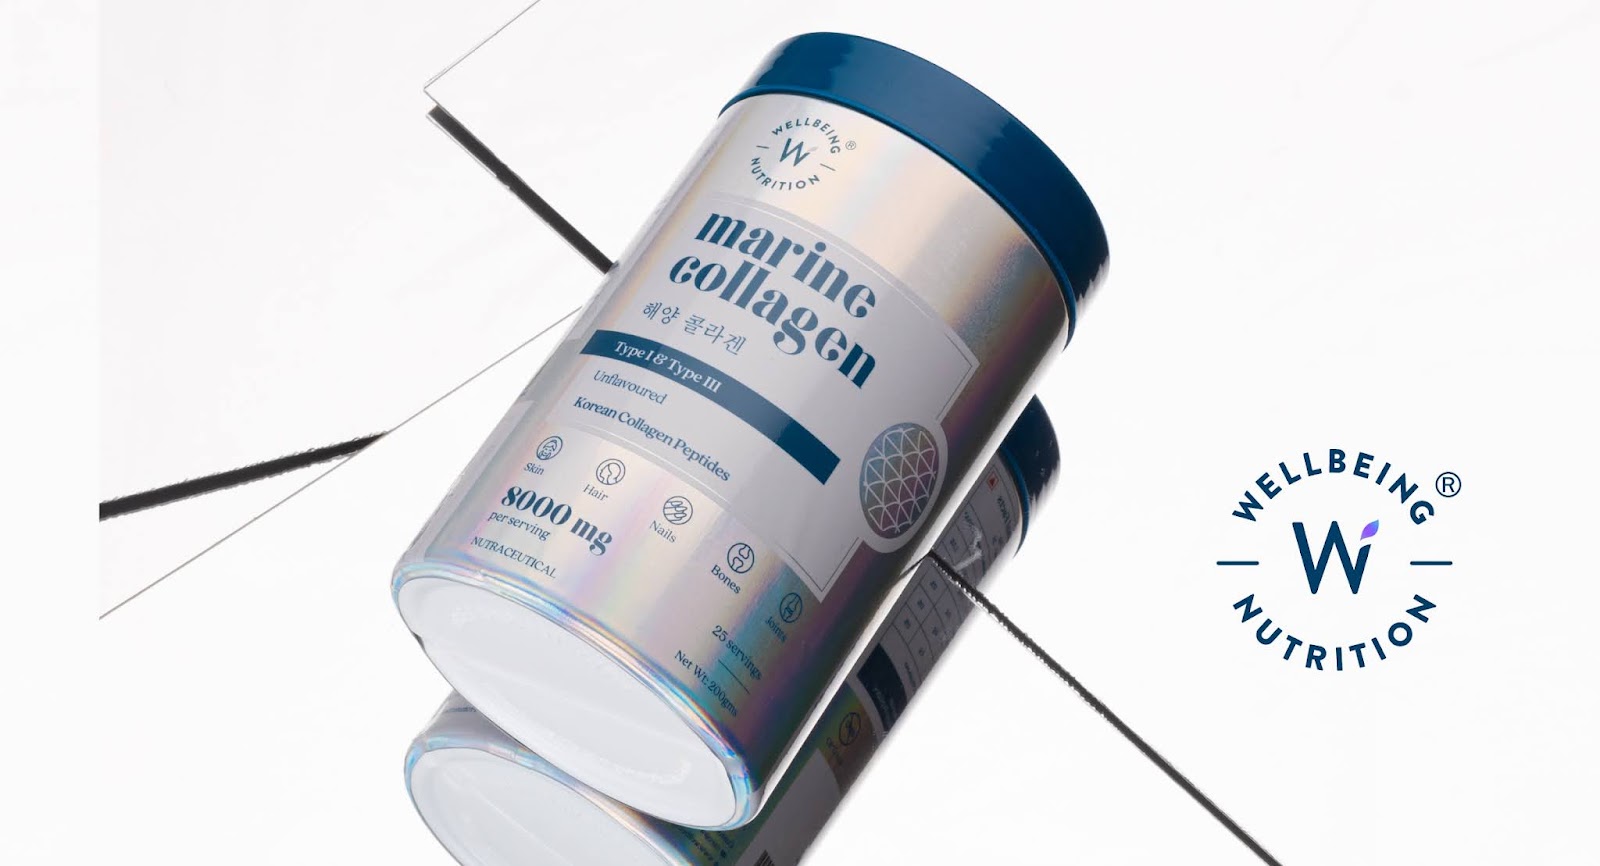 WELLBEING
W
NUTRITION
®
marine
collagen
해양 콜라겐
Type I & Type III
Unflavoured
Korean Collagen Peptides
Skin
Hair
Nails
Bones
Joints
8000 mg
per serving
NUTRACEUTICAL
25 servings
Net Wt: 200gms
WELLBEING ®
W
NUTRITION